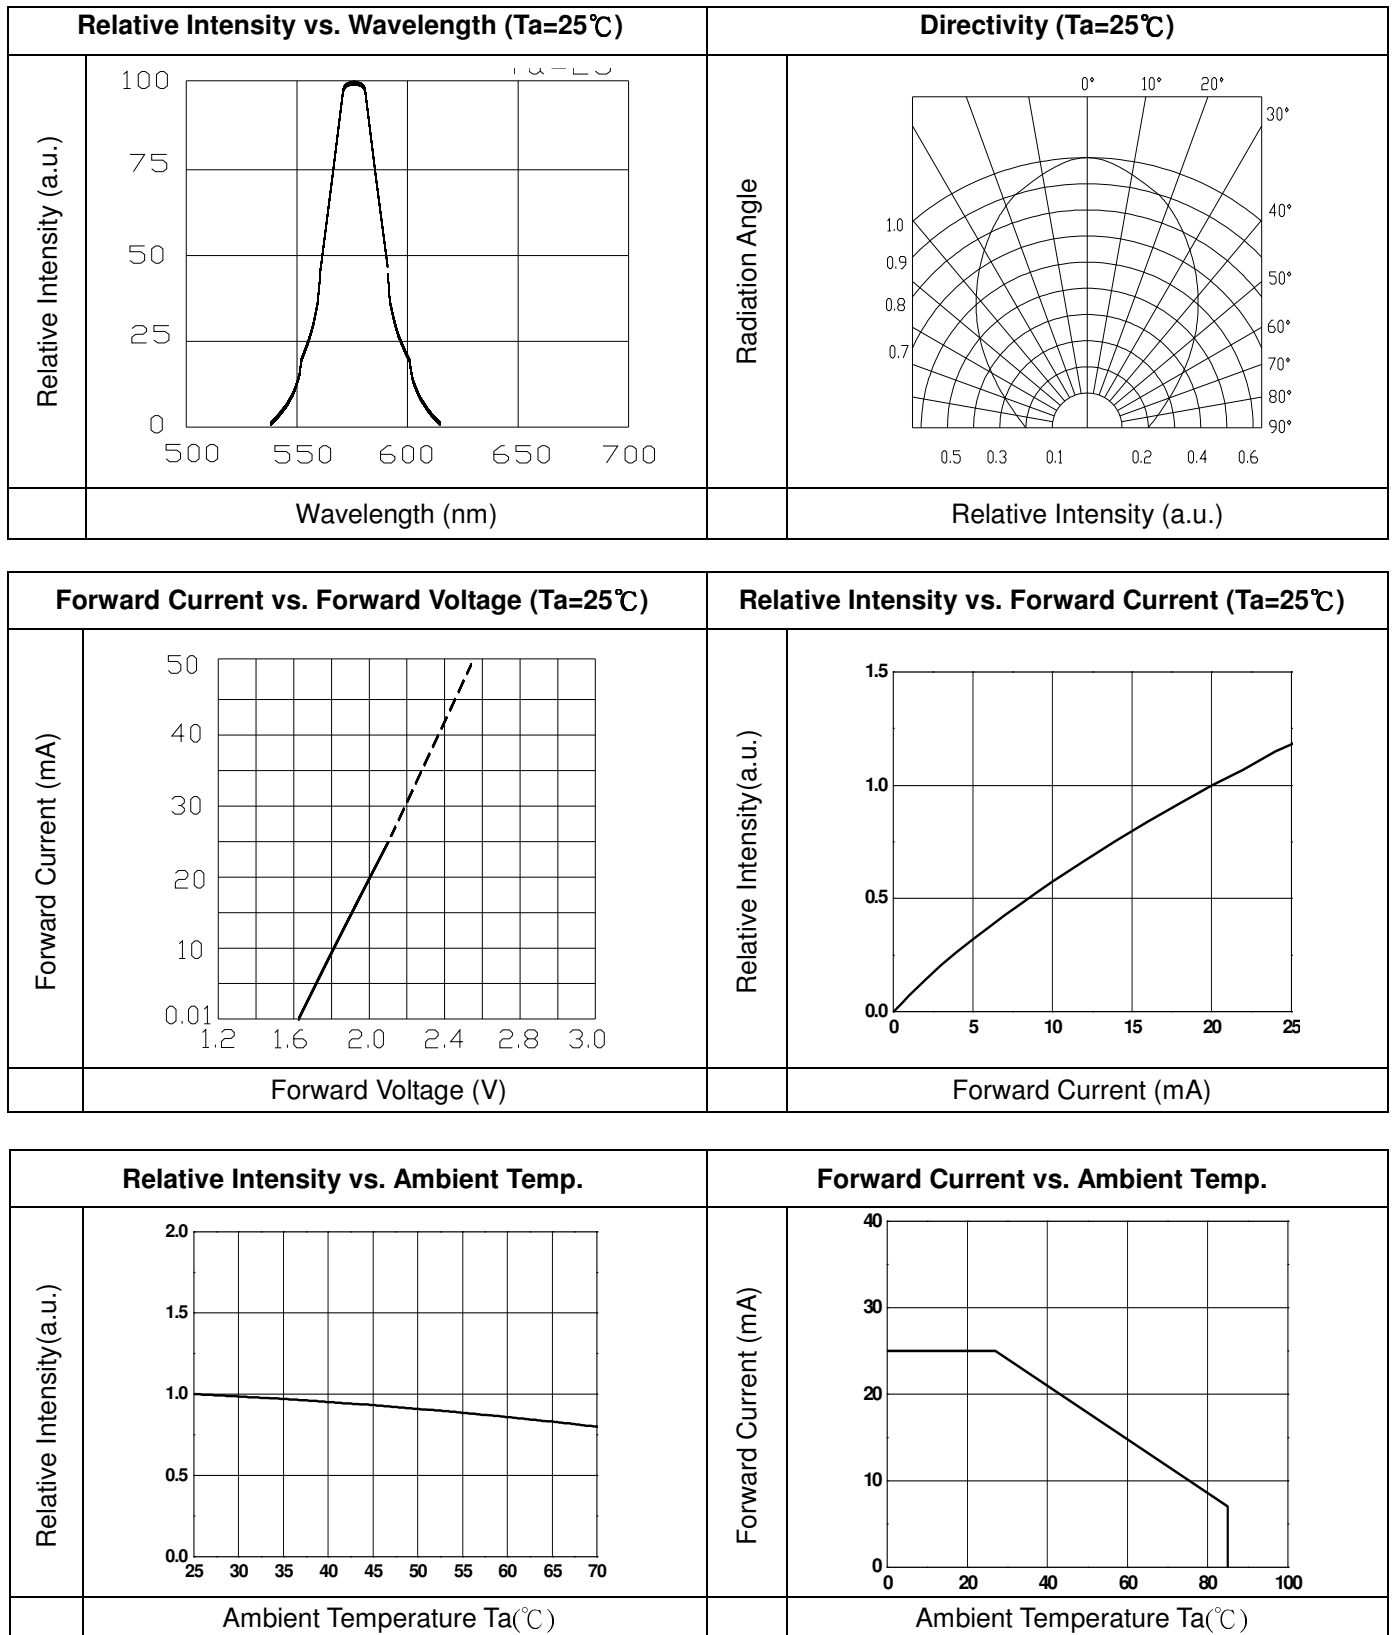 Relative Intensity vs. Wavelength (Ta=25℃)
Directivity (Ta=25℃)
Relative Intensity (a.u.)
100
75
50
25
0
500 550 600 650 700
Wavelength (nm)
Radiation Angle
0° 10° 20°
30°
40°
50°
60°
70°
80°
90°
1.0
0.9
0.8
0.7
0.5 0.3 0.1 0.2 0.4 0.6
Relative Intensity (a.u.)
Forward Current vs. Forward Voltage (Ta=25℃)
Relative Intensity vs. Forward Current (Ta=25℃)
Forward Current (mA)
50
40
30
20
10
0.01
1.2 1.6 2.0 2.4 2.8 3.0
Forward Voltage (V)
Relative Intensity(a.u.)
1.5
1.0
0.5
0.0
0 5 10 15 20 25
Forward Current (mA)
Relative Intensity vs. Ambient Temp.
Forward Current vs. Ambient Temp.
Relative Intensity(a.u.)
2.0
1.5
1.0
0.5
0.0
25 30 35 40 45 50 55 60 65 70
Ambient Temperature Ta(℃)
Forward Current (mA)
40
30
20
10
0
0 20 40 60 80 100
Ambient Temperature Ta(℃)